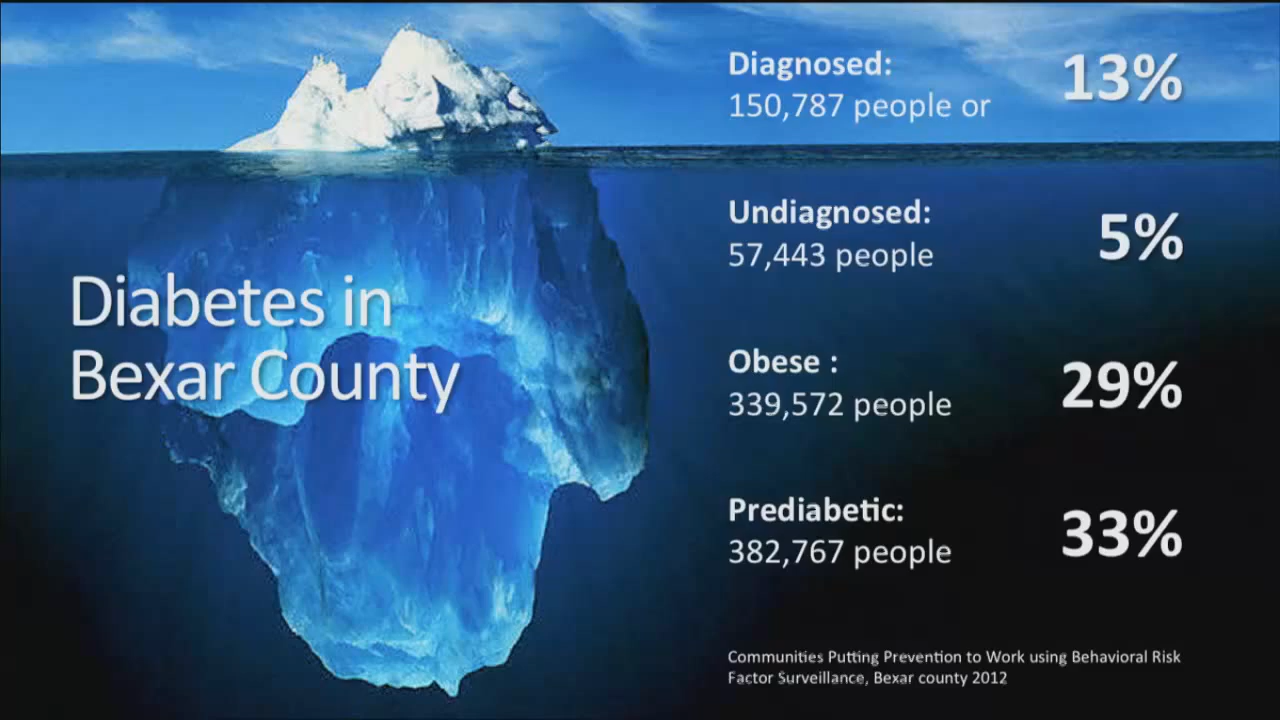 Diabetes in
Bexar County
Diagnosed:
150,787 people or
13%
Undiagnosed:
57,443 people
5%
Obese :
339,572 people
29%
Prediabetic:
382,767 people
33%
Communities Putting Prevention to Work using Behavioral Risk
Factor Surveillance, Bexar county 2012